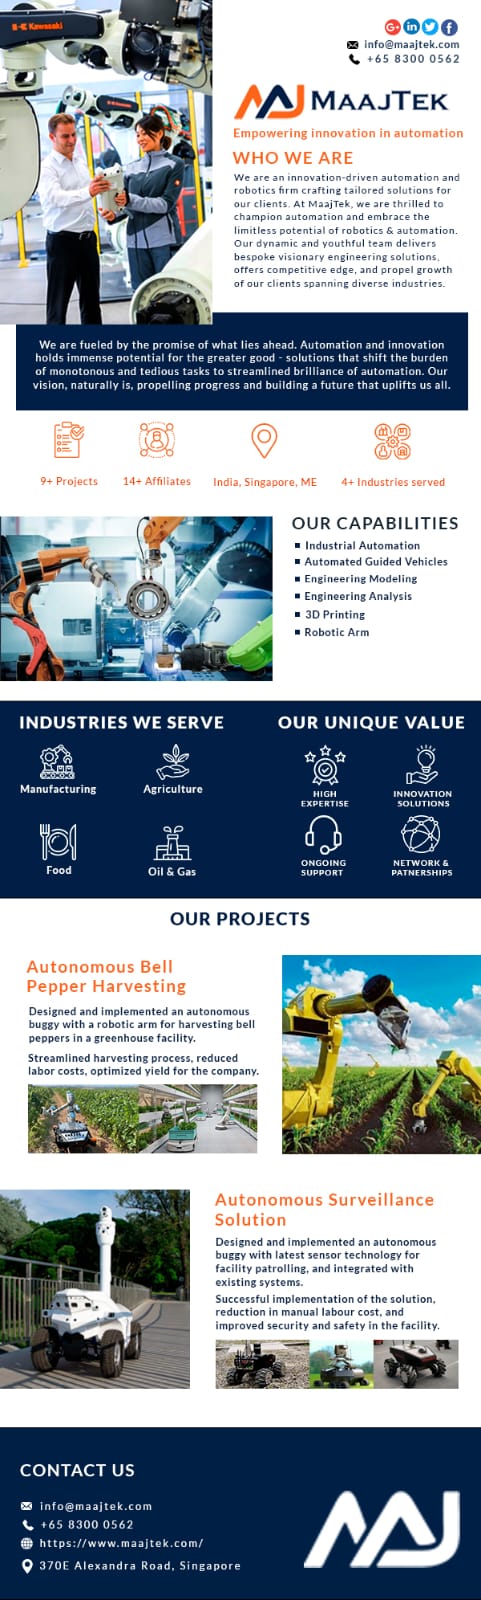 Kawasaki
info@maajtek.com
+65 8300 0562
MAAJTEK
Empowering innovation in automation
WHO WE ARE
We are an innovation-driven automation and
robotics firm crafting tailored solutions for
our clients. At MaajTek, we are thrilled to
champion automation and embrace the
limitless potential of robotics & automation.
Our dynamic and youthful team delivers
bespoke visionary engineering solutions,
offers competitive edge, and propel growth
of our clients spanning diverse industries.
We are fueled by the promise of what lies ahead. Automation and innovation
holds immense potential for the greater good - solutions that shift the burden
of monotonous and tedious tasks to streamlined brilliance of automation. Our
vision, naturally is, propelling progress and building a future that uplifts us all.
9+ Projects
14+ Affiliates
India, Singapore, ME
4+ Industries served
OUR CAPABILITIES
Industrial Automation
Automated Guided Vehicles
Engineering Modeling
Engineering Analysis
3D Printing
Robotic Arm
INDUSTRIES WE SERVE
Manufacturing
Agriculture
Food
Oil & Gas
OUR UNIQUE VALUE
HIGH
EXPERTISE
INNOVATION
SOLUTIONS
ONGOING
SUPPORT
NETWORK &
PATNERSHIPS
OUR PROJECTS
Autonomous Bell
Pepper Harvesting
Designed and implemented an autonomous
buggy with a robotic arm for harvesting bell
peppers in a greenhouse facility.
Streamlined harvesting process, reduced
labor costs, optimized yield for the company.
Autonomous Surveillance
Solution
Designed and implemented an autonomous
buggy with latest sensor technology for
facility patrolling, and integrated with
existing systems.
Successful implementation of the solution,
reduction in manual labour cost, and
improved security and safety in the facility.
CONTACT US
info@maajtek.com
+65 8300 0562
https://www.maajtek.com/
370E Alexandra Road, Singapore